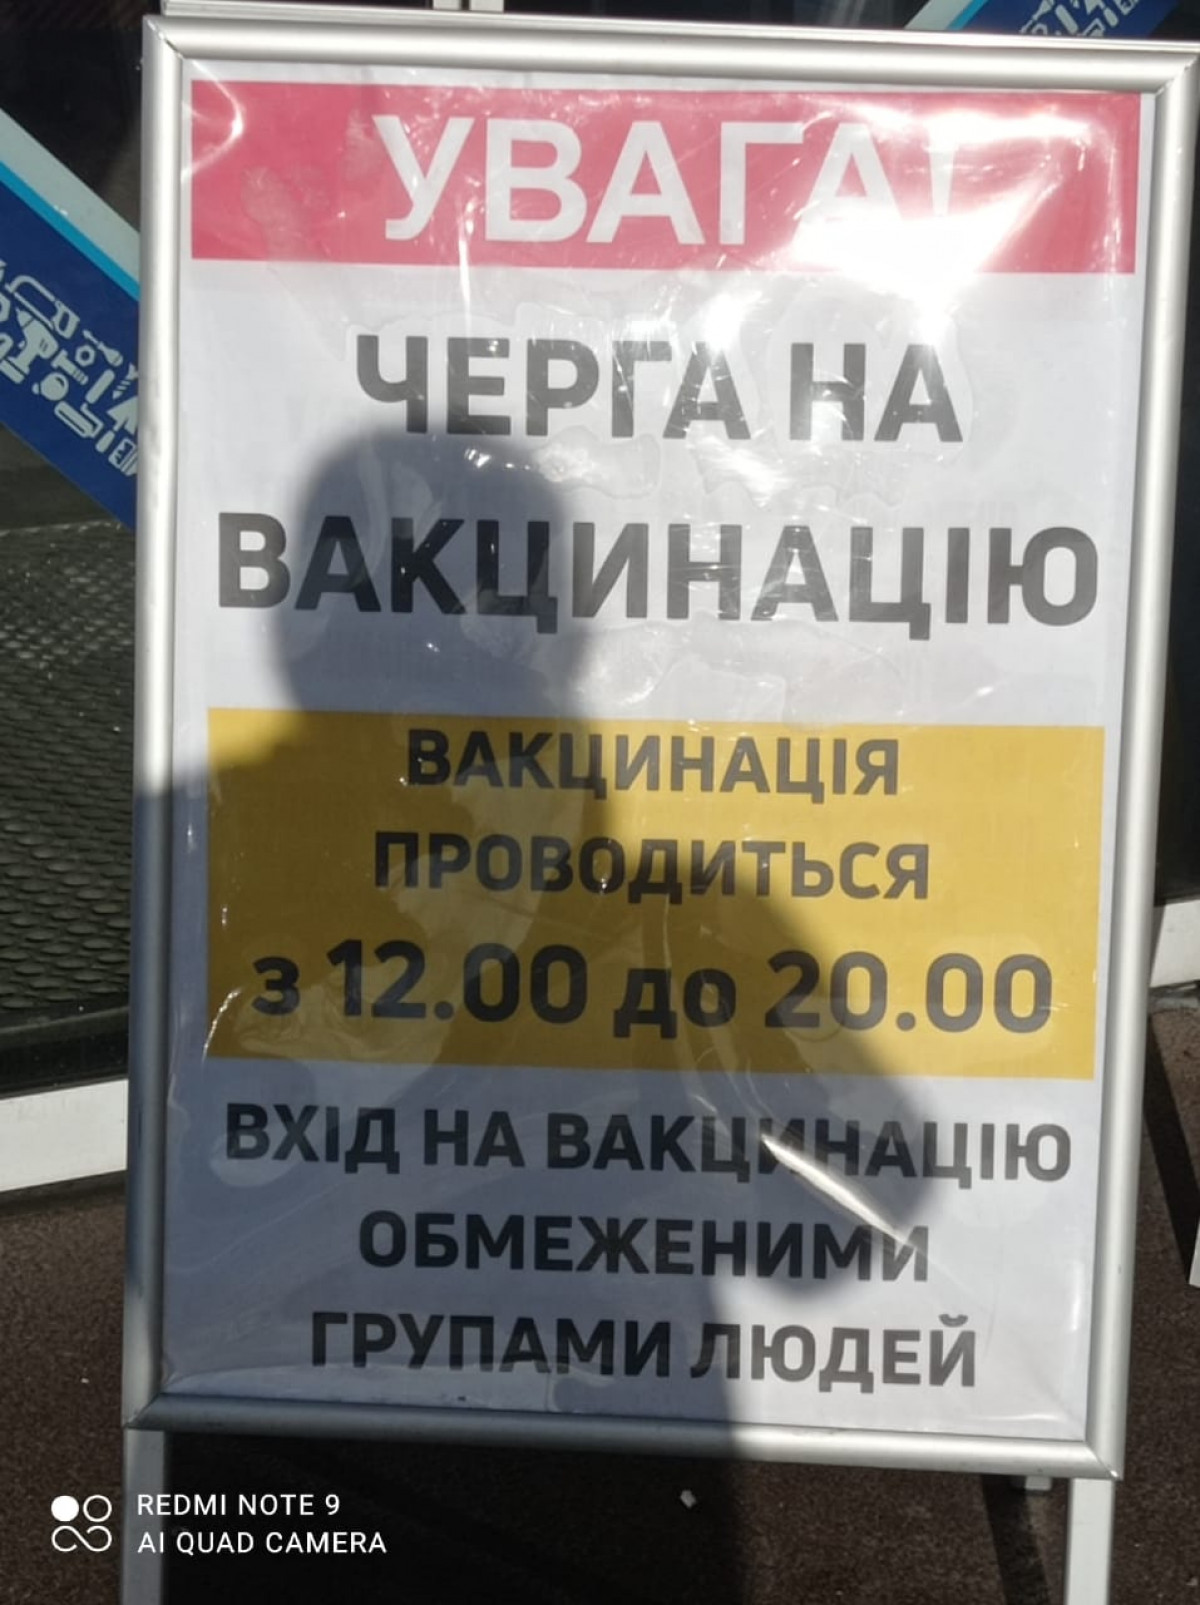 УВАГА!
ЧЕРГА НА
ВАКЦИНАЦІЮ
ВАКЦИНАЦІЯ
ПРОВОДИТЬСЯ
з 12.00 до 20.00
ВХІД НА ВАКЦИНАЦІЮ
ОБМЕЖЕНИМИ
ГРУПАМИ ЛЮДЕЙ
REDMI NOTE 9
AI QUAD CAMERA